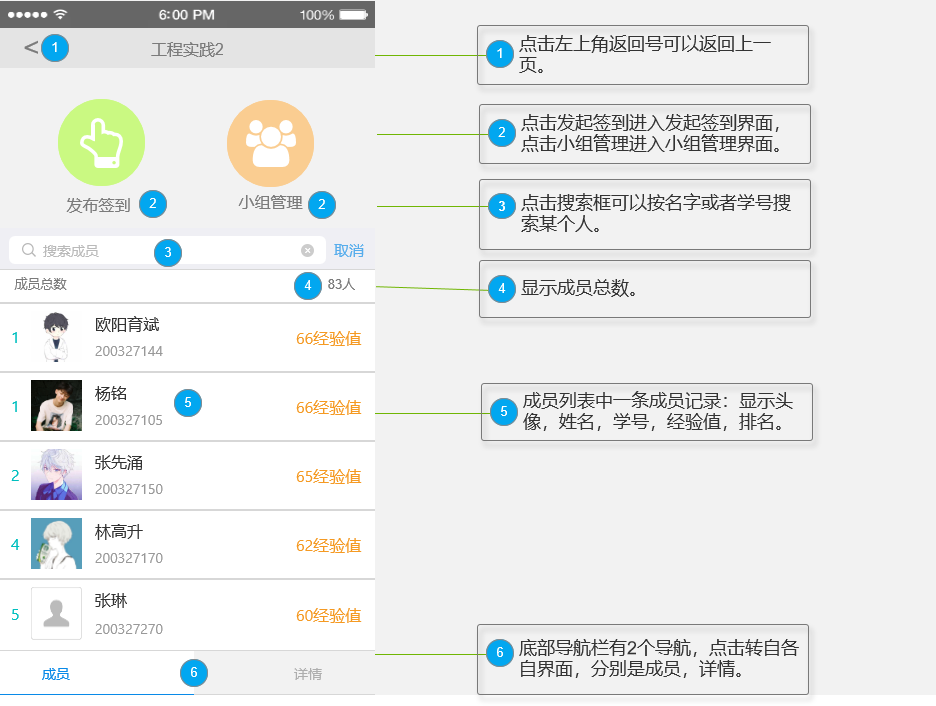 6:00 PM 100%
< 1 工程实践2
发布签到 2 小组管理 2
搜索成员 3 取消
成员总数 4 83人
1 欧阳育斌
200327144 66经验值
1 杨铭 5
200327105 66经验值
2 张先涌
200327150 65经验值
4 林高升
200327170 62经验值
5 张琳
200327270 60经验值
成员 6 详情
1 点击左上角返回号可以返回上一
页。
2 点击发起签到进入发起签到界面，
点击小组管理进入小组管理界面。
3 点击搜索框可以按名字或者学号搜
索某个人。
4 显示成员总数。
5 成员列表中一条成员记录：显示头
像，姓名，学号，经验值，排名。
6 底部导航栏有2个导航，点击转自各
自界面，分别是成员，详情。